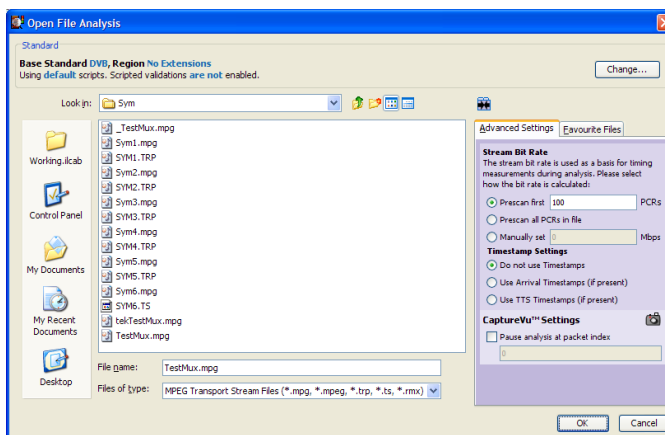 Open File Analysis
Standard
Base Standard DVB, Region No Extensions
Using default scripts. Scripted validations are not enabled.
Change...
Look in:
Sym
Working.ilcab
Control Panel
My Documents
My Recent
Documents
Desktop
_TestMux.mpg
Sym1.mpg
SYM1.TRP
Sym2.mpg
SYM2.TRP
Sym3.mpg
SYM3.TRP
Sym4.mpg
SYM4.TRP
Sym5.mpg
SYM5.TRP
Sym6.mpg
SYM6.TS
tekTestMux.mpg
TestMux.mpg
File name:
TestMux.mpg
Files of type:
MPEG Transport Stream Files (*.mpg, *.mpeg, *.trp, *.ts, *.rmx)
Advanced Settings
Favourite Files
Stream Bit Rate
The stream bit rate is used as a basis for timing
measurements during analysis. Please select
how the bit rate is calculated:
Prescan first 100 PCRs
Prescan all PCRs in file
Manually set 0 Mbps
Timestamp Settings
Do not use Timestamps
Use Arrival Timestamps (if present)
Use TTS Timestamps (if present)
CaptureVu™ Settings
Pause analysis at packet index
0
OK
Cancel